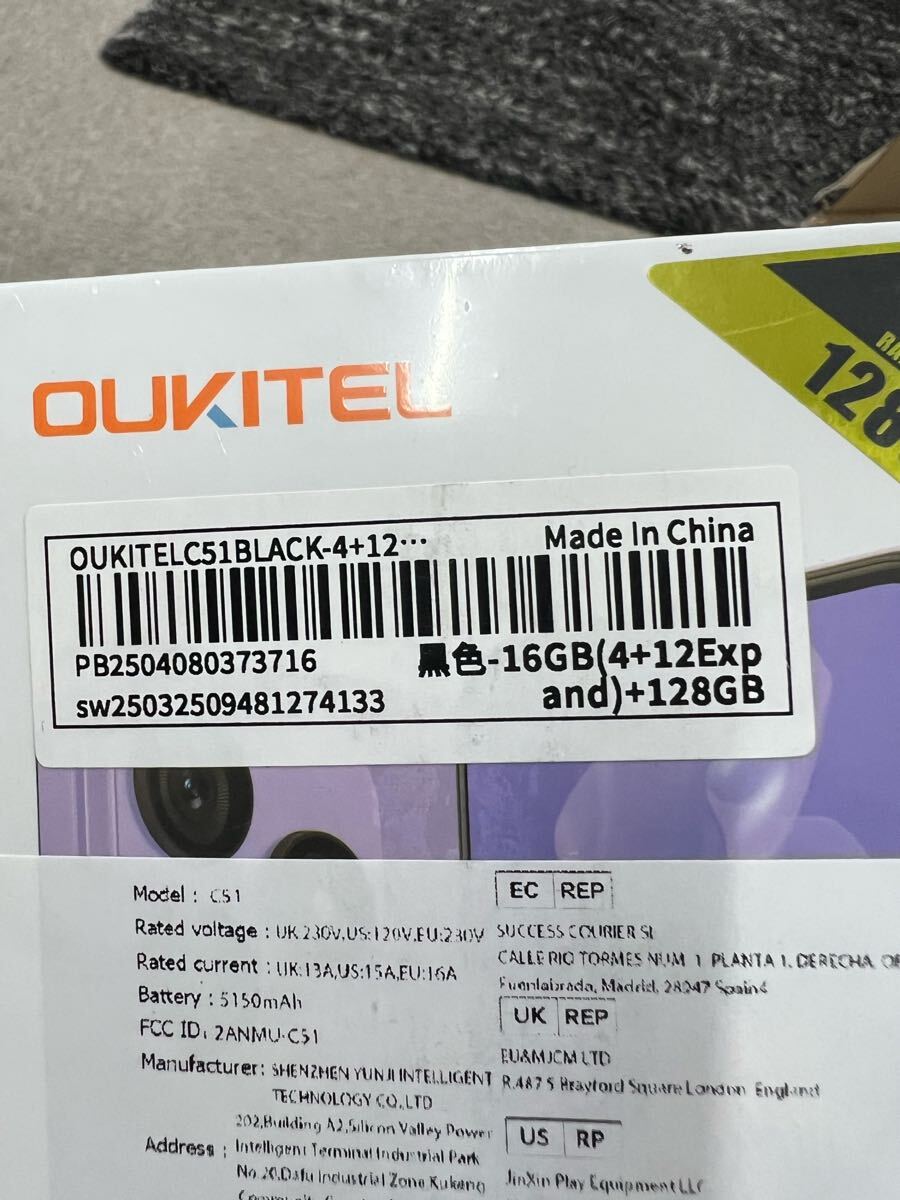 OUKITEL
128
OUKITELC51BLACK-4+12…
Made In China
PB2504080373716
黑色-16GB(4+12Exp
and)+128GB
sw25032509481274133
Model : C51
Rated voltage : UK:230V,US:120V,EU:230V
Rated current : UK:13A,US:15A,EU:16A
Battery : 5150mAh
FCC ID: 2ANMU-C51
Manufacturer: SHENZHEN YUNJI INTELLIGENT
TECHNOLOGY CO.,LTD
Address : 202,Building A2,Silicon Valley Power
Intelligent Terminal Industrial Park
No.20,Dafu Industrial Zone Kukeng
EC REP
SUCCESS COURIER SL
CALLE RIO TORMES NUM 1 PLANTA 1, DERECHA,
Fuenlabrada, Madrid, 28947 Spain4
UK REP
EU&MJCM LTD
R.487 5 Brayford Square London England
US RP
JinXin Play Equipment LLC